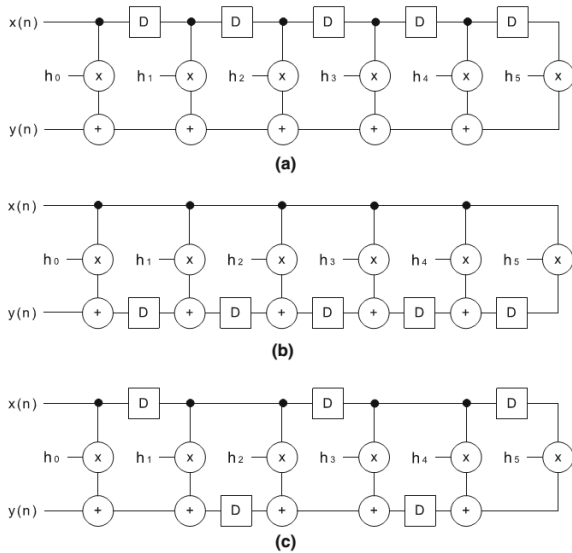 x(n) D D D D D
h0 x h1 x h2 x h3 x h4 x h5 x
y(n) + + + + +
(a)
x(n)
h0 x h1 x h2 x h3 x h4 x h5 x
y(n) + D + D + D + D + D
(b)
x(n) D D D
h0 x h1 x h2 x h3 x h4 x h5 x
y(n) + + D + + D +
(c)